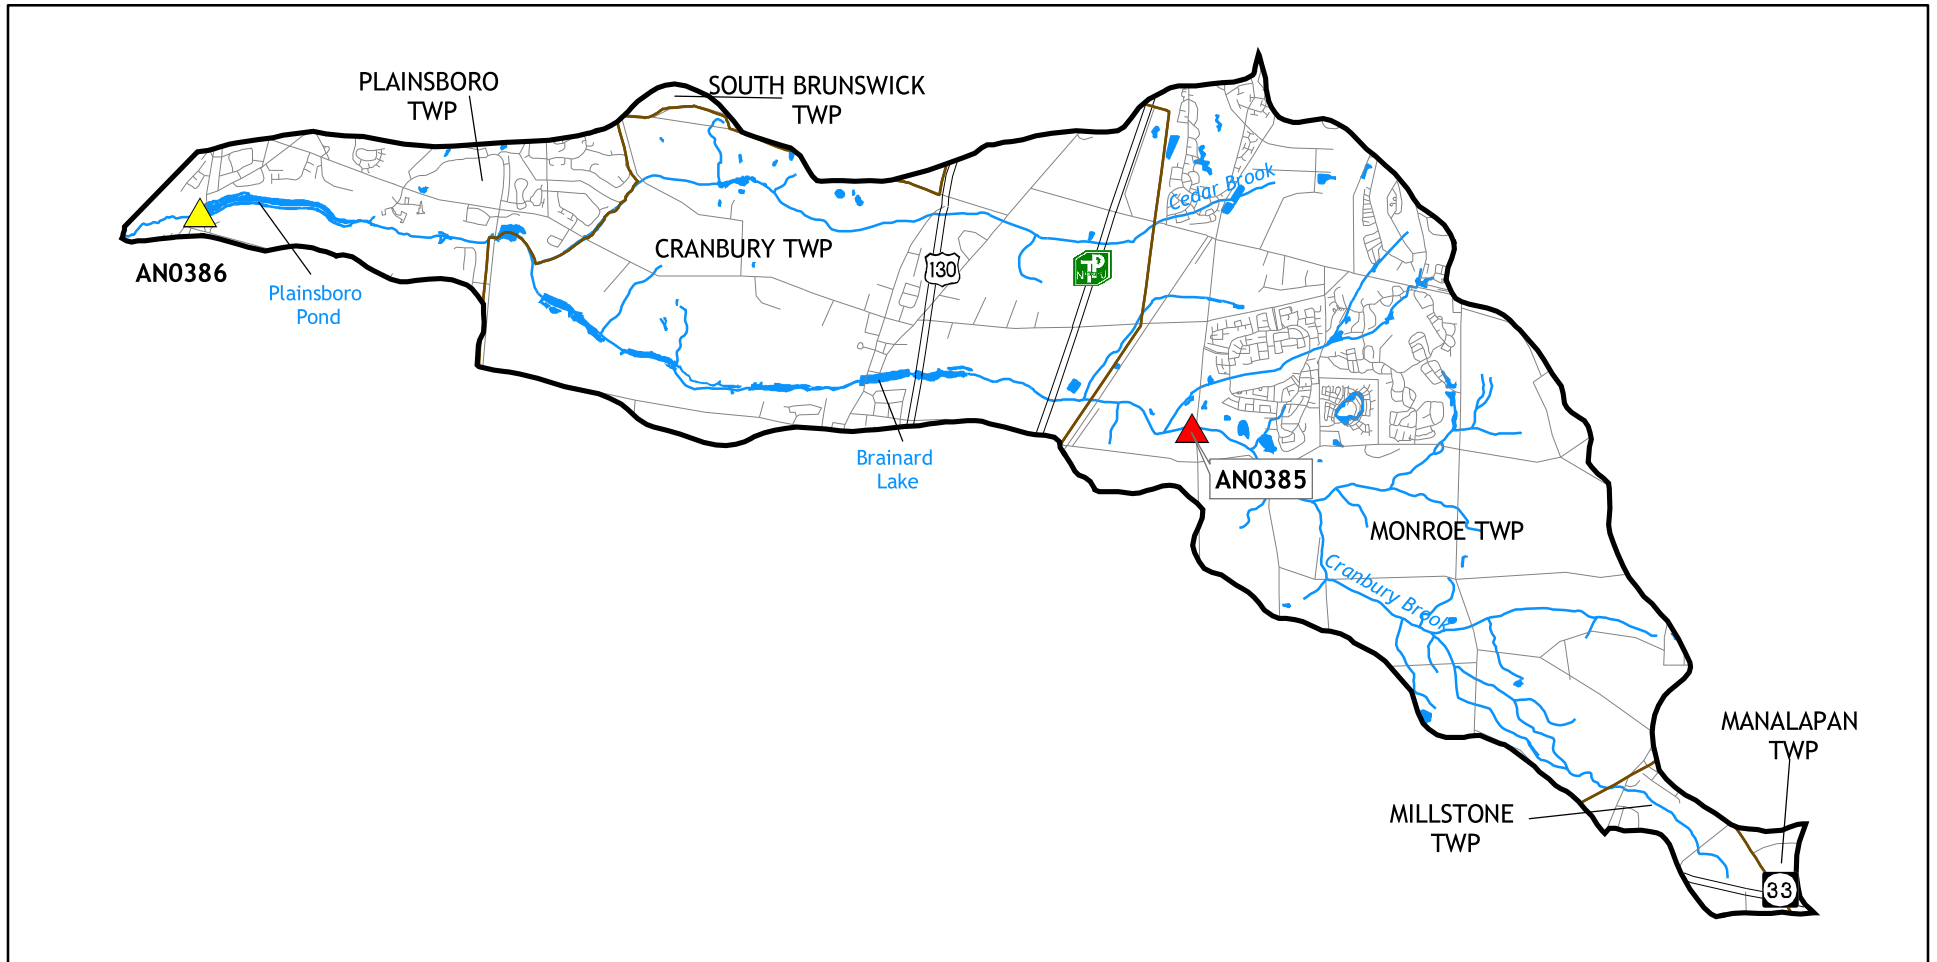 PLAINSBORO
TWP
SOUTH BRUNSWICK
TWP
Cedar Brook
CRANBURY TWP
AN0386
Plainsboro
Pond
130
TP
N J
Brainard
Lake
AN0385
MONROE TWP
Cranbury Brook
MANALAPAN
TWP
MILLSTONE
TWP
33